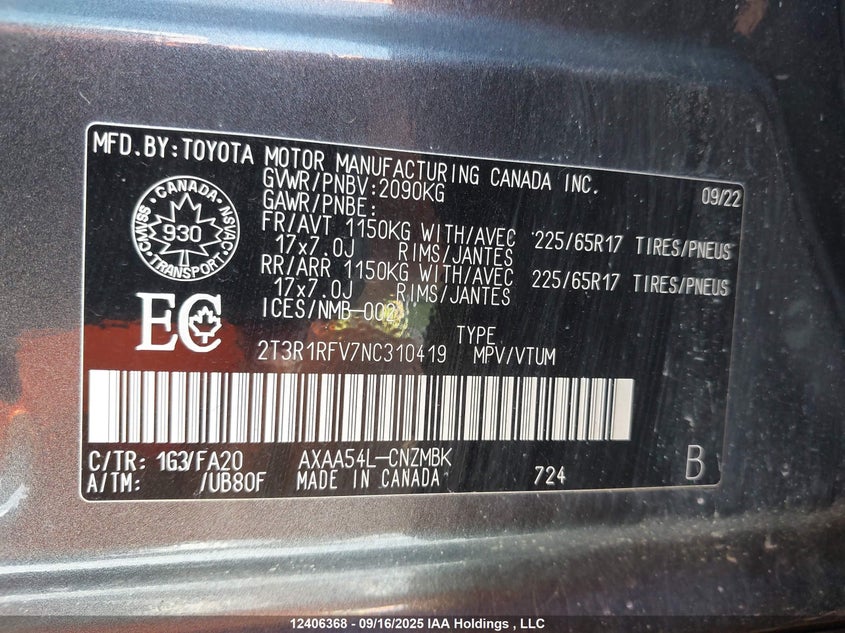 MFD.BY:TOYOTA MOTOR MANUFACTURING CANADA INC.
GVWR/PNBV:2090KG 09/22
GAWR/PNBE:
FR/AVT 1150KG WITH/AVEC 225/65R17 TIRES/PNEUS
17x7.0J RIMS/JANTES
RR/ARR 1150KG WITH/AVEC 225/65R17 TIRES/PNEUS
17x7.0J RIMS/JANTES
ICES/NMB-002
CANADA
CMVSS 930 NSVAC
TRANSPORT
EC
TYPE
2T3R1RFV7NC310419 MPV/VTUM
C/TR: 1G3/FA20 AXAA54L-CNZMBK
A/TM: /UB80F MADE IN CANADA 724 B
12406368 - 09/16/2025 IAA Holdings , LLC